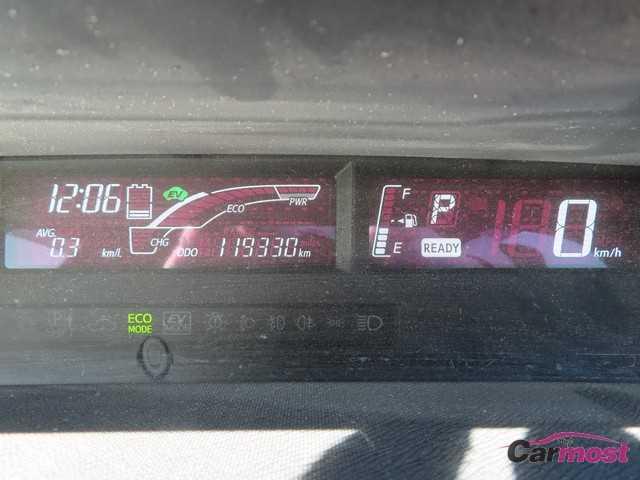 12:06
EV
ECO
PWR
AVG.
0.3 km/L
CHG
ODO 119330 km
F
E
P
READY
0
km/h
ECO
MODE
EV
Carmost